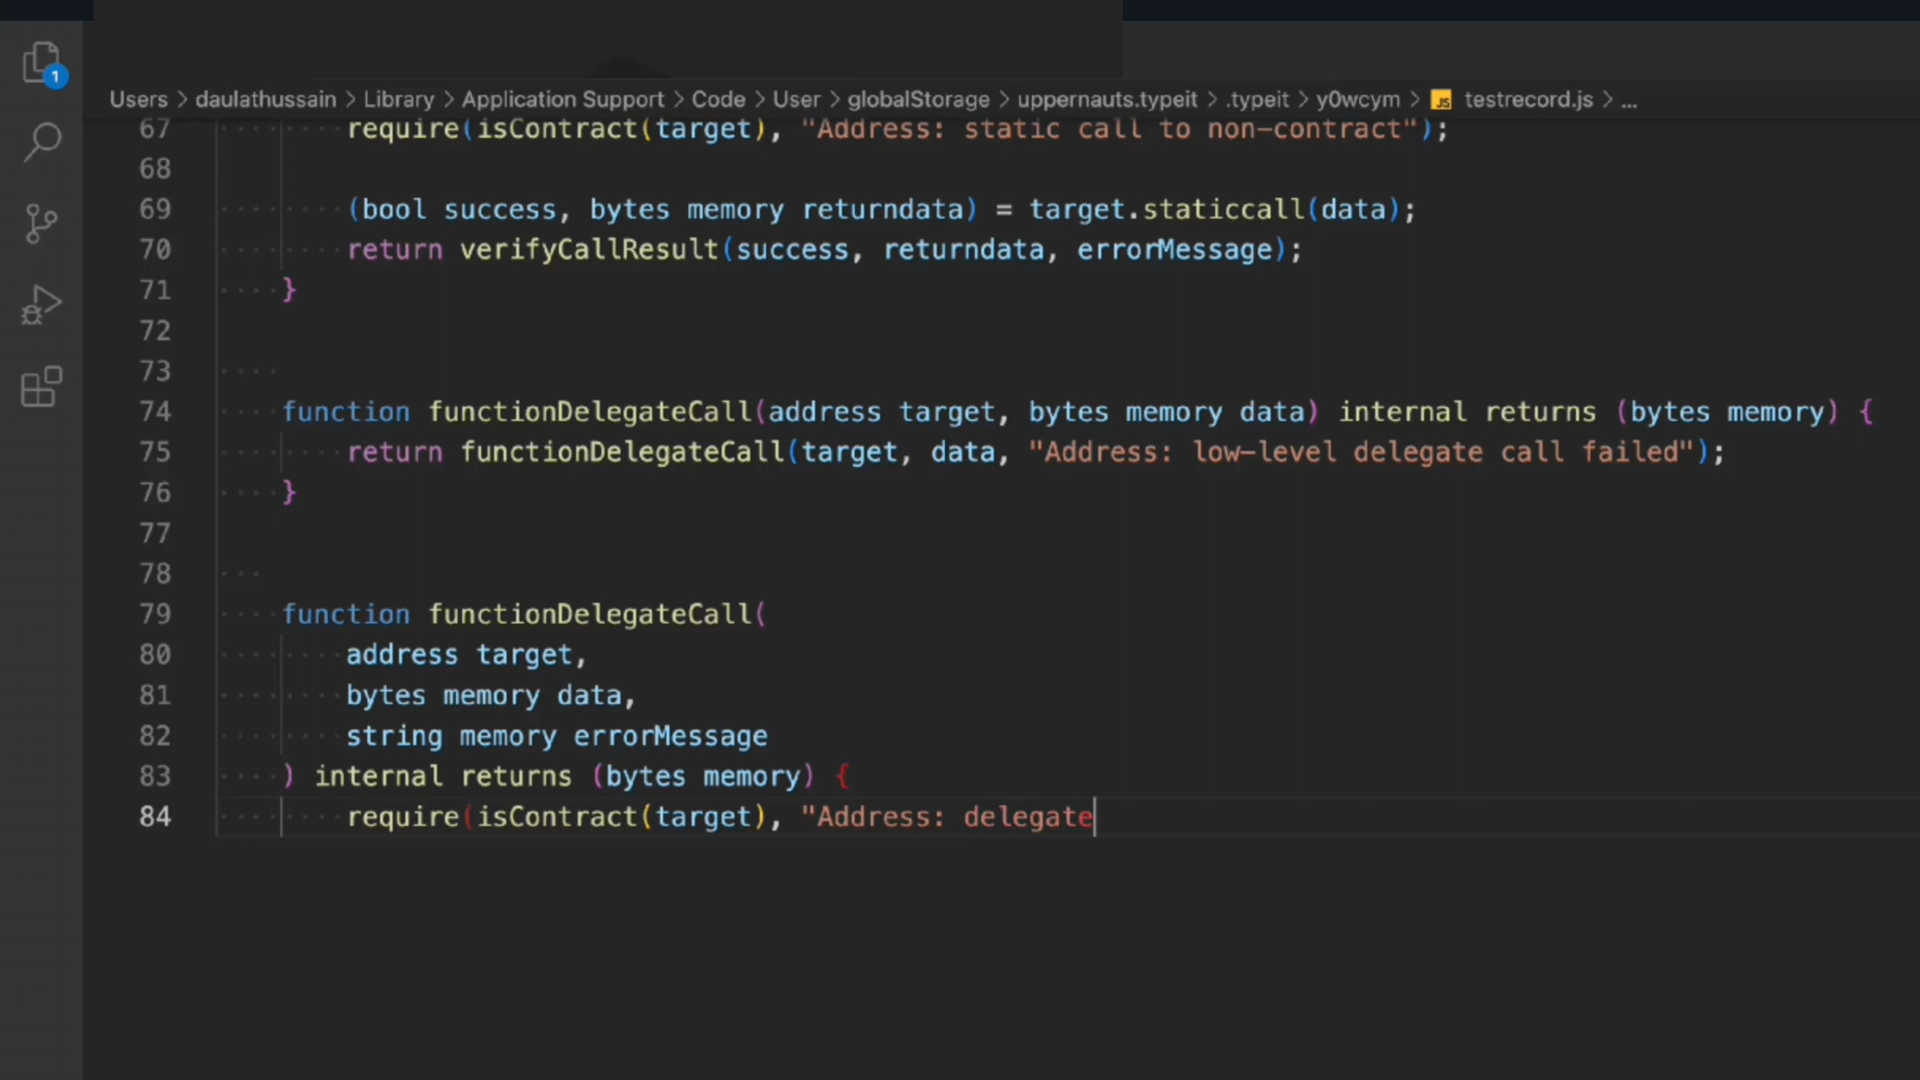 1
Users > daulathussain > Library > Application Support > Code > User > globalStorage > uppernauts.typeit > .typeit > y0wcym > JS testrecord.js > ...
67 require(isContract(target), "Address: static call to non-contract");
68
69 (bool success, bytes memory returndata) = target.staticcall(data);
70 return verifyCallResult(success, returndata, errorMessage);
71 }
72
73
74 function functionDelegateCall(address target, bytes memory data) internal returns (bytes memory) {
75 return functionDelegateCall(target, data, "Address: low-level delegate call failed");
76 }
77
78
79 function functionDelegateCall(
80 address target,
81 bytes memory data,
82 string memory errorMessage
83 ) internal returns (bytes memory) {
84 require(isContract(target), "Address: delegate